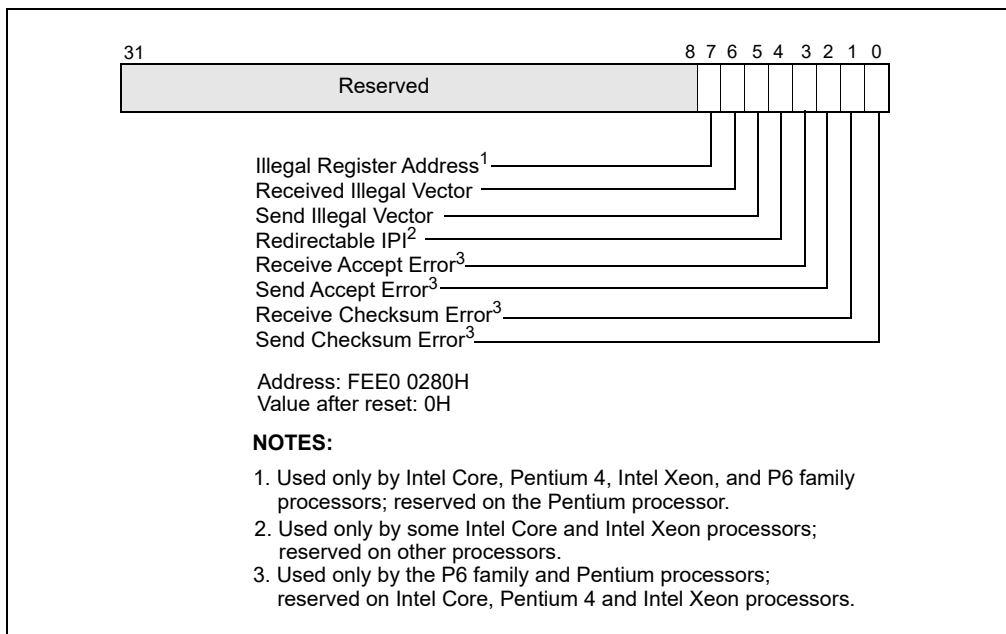 31 8 7 6 5 4 3 2 1 0
Reserved
Illegal Register Address1
Received Illegal Vector
Send Illegal Vector
Redirectable IPI2
Receive Accept Error3
Send Accept Error3
Receive Checksum Error3
Send Checksum Error3
Address: FEE0 0280H
Value after reset: 0H
NOTES:
1. Used only by Intel Core, Pentium 4, Intel Xeon, and P6 family
processors; reserved on the Pentium processor.
2. Used only by some Intel Core and Intel Xeon processors;
reserved on other processors.
3. Used only by the P6 family and Pentium processors;
reserved on Intel Core, Pentium 4 and Intel Xeon processors.